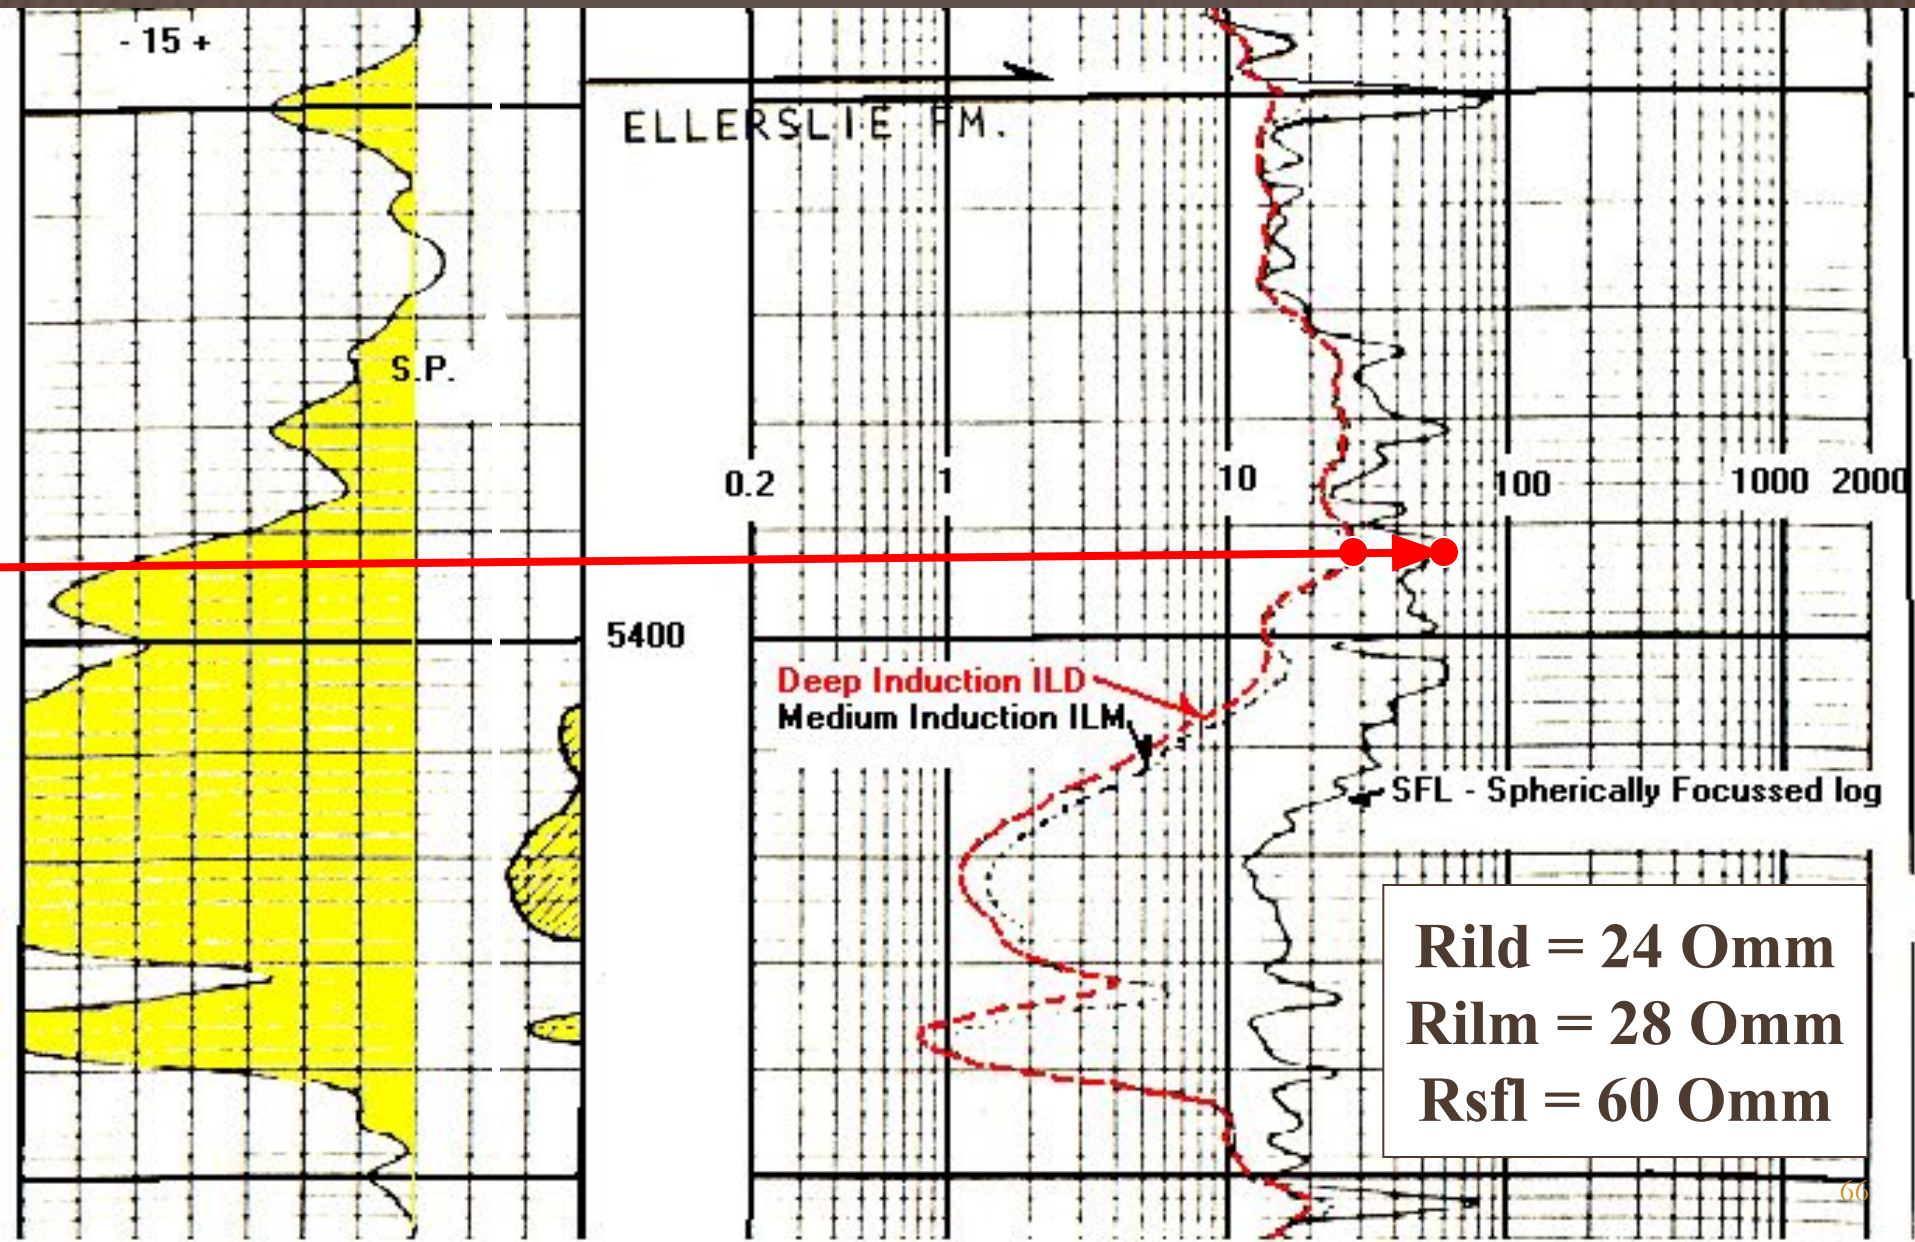 - 15 +
ELLERSLIE FM.
S.P.
0.2 1 10 100 1000 2000
5400
Deep Induction ILD
Medium Induction ILM
SFL - Spherically Focussed log
Rild = 24 Omm
Rilm = 28 Omm
Rsfl = 60 Omm
66